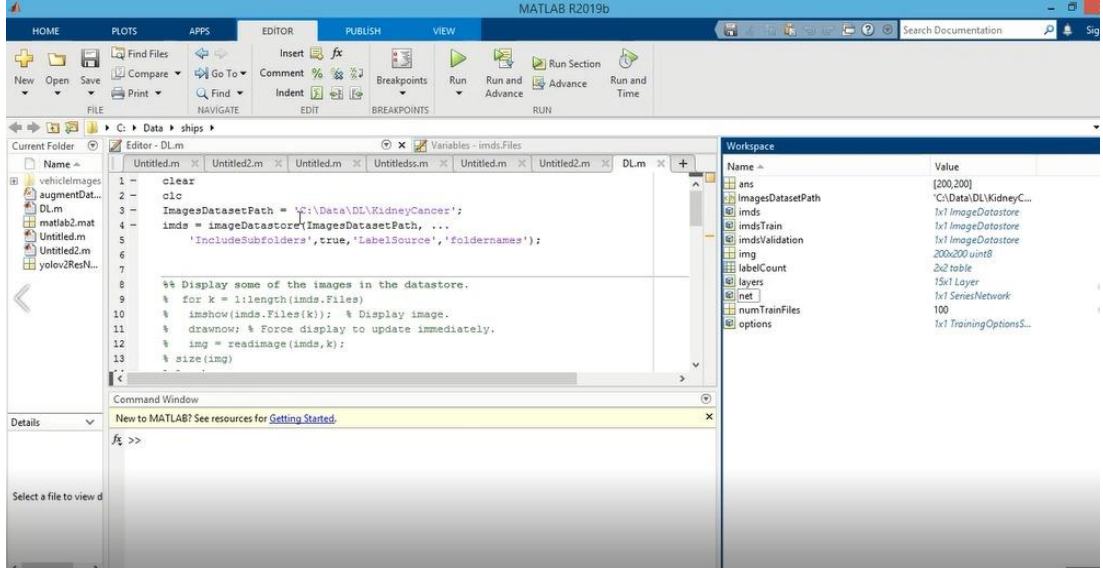 MATLAB R2019b
HOME PLOTS APPS EDITOR PUBLISH VIEW
Search Documentation
New Open Save
Find Files
Compare
Print
FILE
Go To
Find
NAVIGATE
Insert fx
Comment %
Indent
EDIT
Breakpoints
BREAKPOINTS
Run
Run and Advance
Run Section
Advance
Run and Time
RUN
C: Data ships
Current Folder
Name
vehicleImages
augmentDat...
DL.m
matlab2.mat
Untitled.m
Untitled2.m
yolov2ResN...
Details
Select a file to view d
Editor - DL.m
Variables - imds.Files
Untitled.m Untitled2.m Untitled.m Untitledss.m Untitled.m Untitled2.m DL.m
1 - clear
2 - clc
3 - ImagesDatasetPath = 'C:\Data\DL\KidneyCancer';
4 - imds = imageDatastore(ImagesDatasetPath, ...
5 'IncludeSubfolders',true,'LabelSource','foldernames');
6
7
8 %% Display some of the images in the datastore.
9 % for k = 1:length(imds.Files)
10 % imshow(imds.Files{k}); % Display image.
11 % drawnow; % Force display to update immediately.
12 % img = readimage(imds,k);
13 % size(img)
Command Window
New to MATLAB? See resources for Getting Started.
fx >>
Workspace
Name Value
ans [200,200]
ImagesDatasetPath 'C:\Data\DL\KidneyC...
imds 1x1 ImageDatastore
imdsTrain 1x1 ImageDatastore
imdsValidation 1x1 ImageDatastore
img 200x200 uint8
labelCount 2x2 table
layers 15x1 Layer
net 1x1 SeriesNetwork
numTrainFiles 100
options 1x1 TrainingOptionsS...